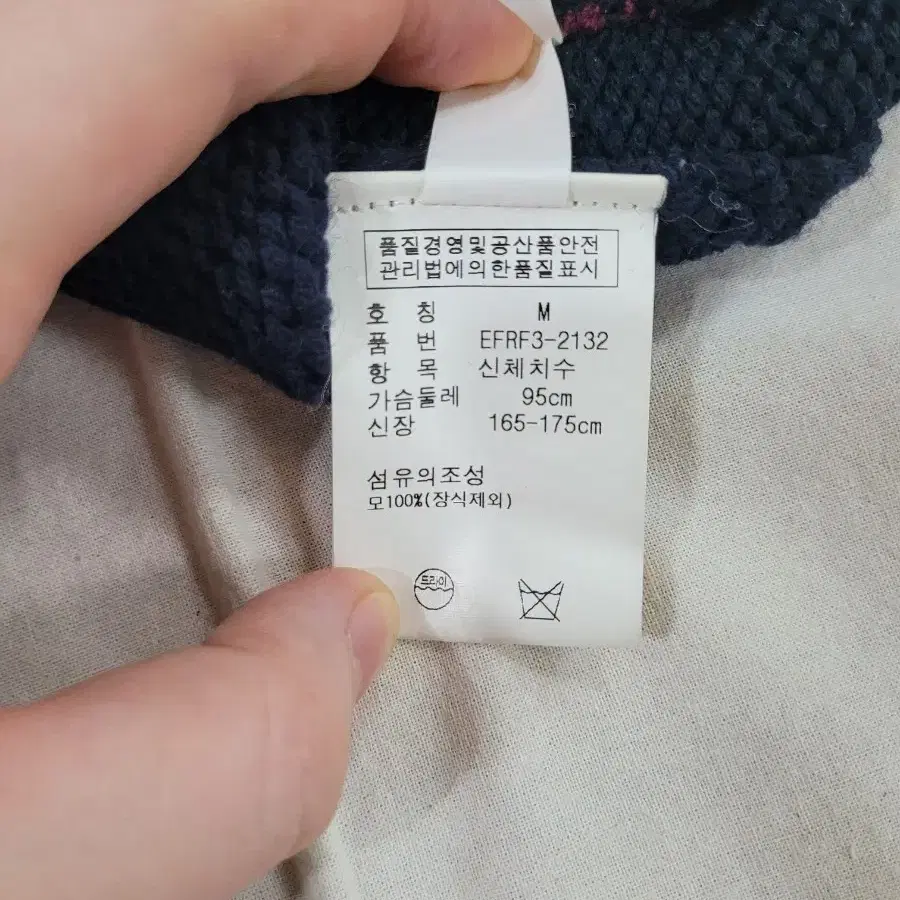 품질경영및공산품안전
관리법에의한품질표시
호 칭 M
품 번 EFRF3-2132
항 목 신체치수
가슴둘레 95cm
신장 165-175cm
섬유의조성
모100%(장식제외)
드라이